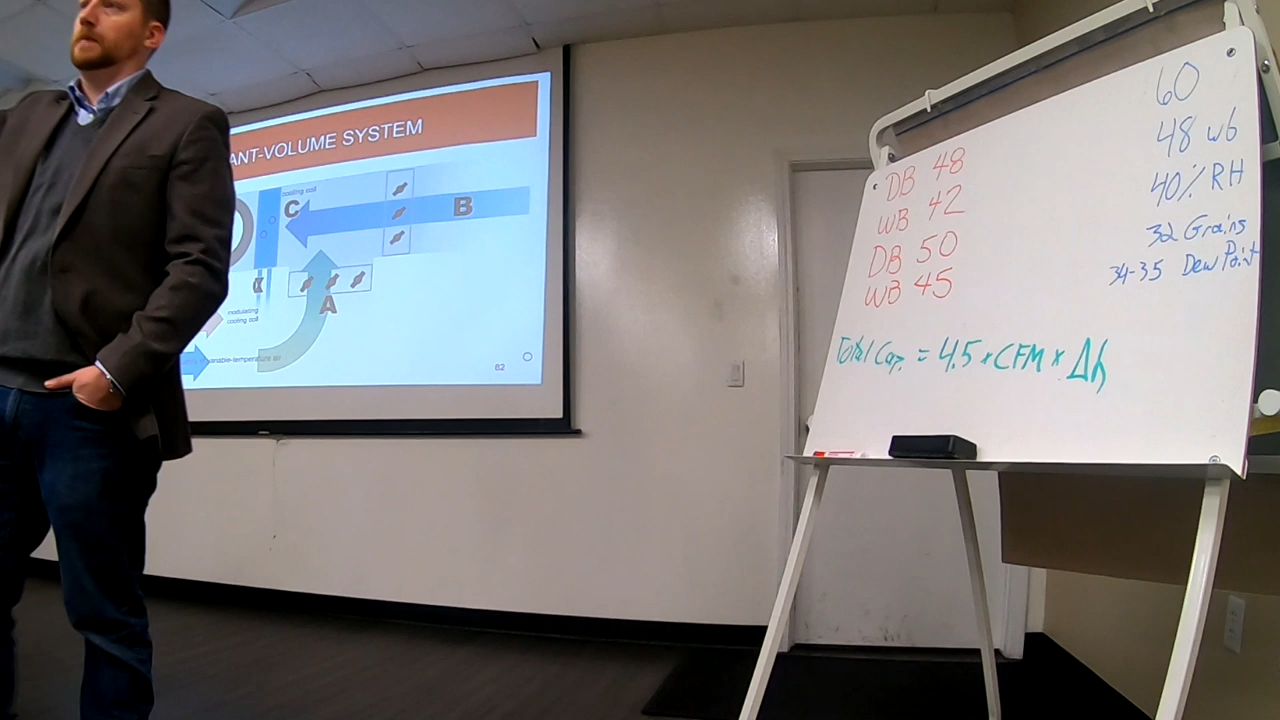 ANT-VOLUME SYSTEM
cooling coil
C
B
A
modulating
cooling coil
variable-temperature air
62
DB 48
WB 42
DB 50
WB 45
Total Cap. = 4.5 × CFM × Δh
60
48 wb
40% RH
32 Grains
34-35 Dew Point